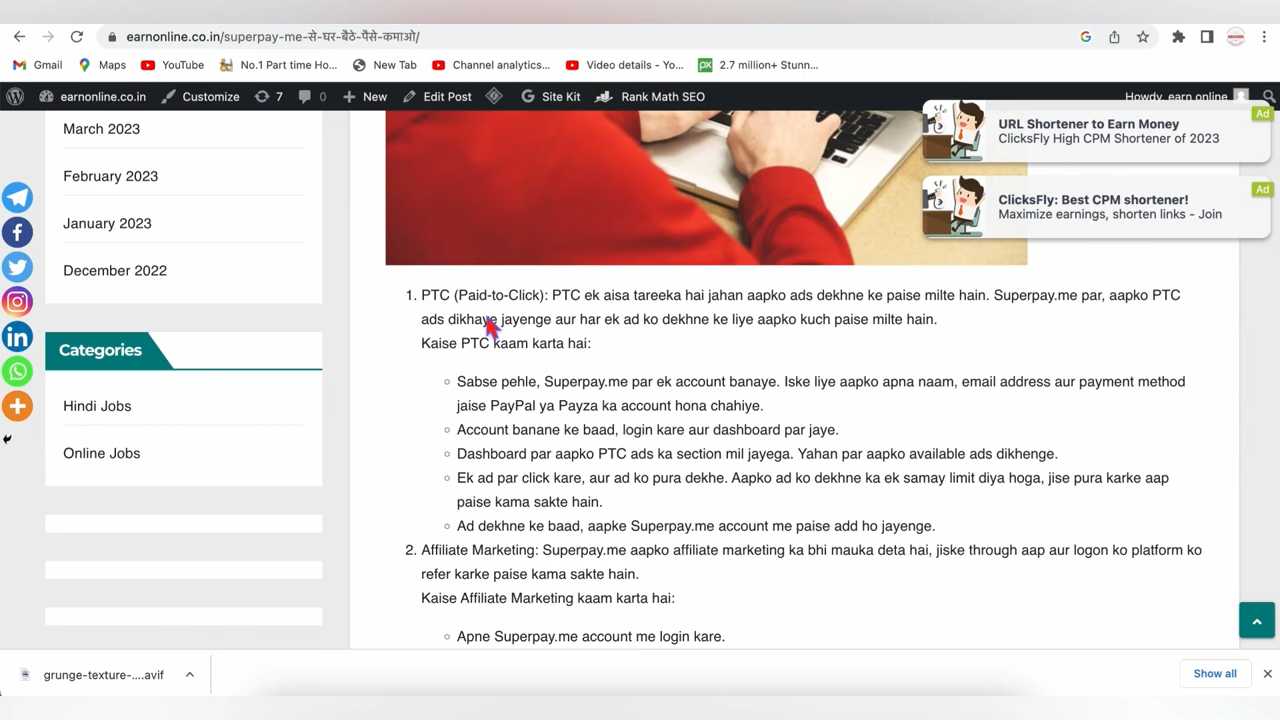 earnonline.co.in/superpay-me-से-घर-बैठे-पैसे-कमाओ/
Gmail Maps YouTube No.1 Part time Ho... New Tab Channel analytics... Video details - Yo... 2.7 million+ Stunn...
earnonline.co.in Customize 7 0 New Edit Post Site Kit Rank Math SEO Howdy, earn online
March 2023
February 2023
January 2023
December 2022
Categories
Hindi Jobs
Online Jobs
Ad
URL Shortener to Earn Money
ClicksFly High CPM Shortener of 2023
Ad
ClicksFly: Best CPM shortener!
Maximize earnings, shorten links - Join
1. PTC (Paid-to-Click): PTC ek aisa tareeka hai jahan aapko ads dekhne ke paise milte hain. Superpay.me par, aapko PTC
ads dikhaye jayenge aur har ek ad ko dekhne ke liye aapko kuch paise milte hain.
Kaise PTC kaam karta hai:
Sabse pehle, Superpay.me par ek account banaye. Iske liye aapko apna naam, email address aur payment method
jaise PayPal ya Payza ka account hona chahiye.
Account banane ke baad, login kare aur dashboard par jaye.
Dashboard par aapko PTC ads ka section mil jayega. Yahan par aapko available ads dikhenge.
Ek ad par click kare, aur ad ko pura dekhe. Aapko ad ko dekhne ka ek samay limit diya hoga, jise pura karke aap
paise kama sakte hain.
Ad dekhne ke baad, aapke Superpay.me account me paise add ho jayenge.
2. Affiliate Marketing: Superpay.me aapko affiliate marketing ka bhi mauka deta hai, jiske through aap aur logon ko platform ko
refer karke paise kama sakte hain.
Kaise Affiliate Marketing kaam karta hai:
Apne Superpay.me account me login kare.
grunge-texture-....avif
Show all